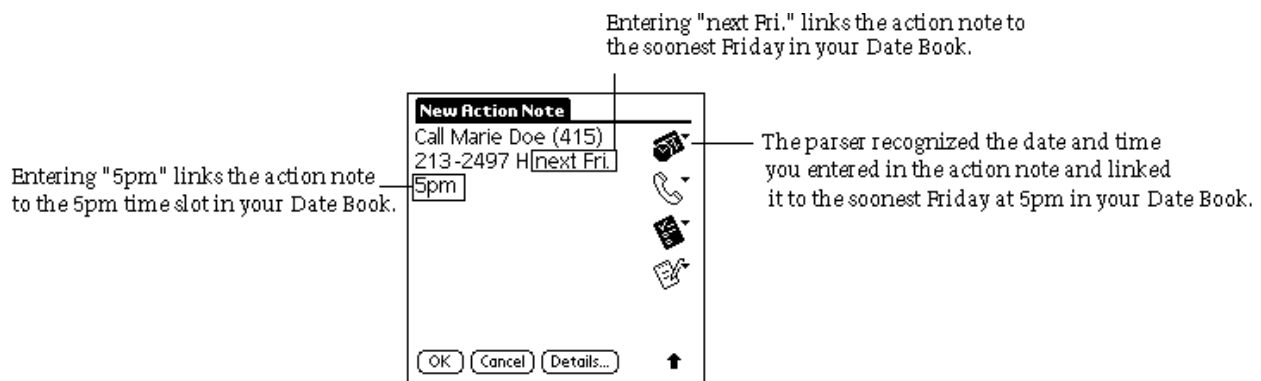 Entering "next Fri." links the action note to
the soonest Friday in your Date Book.
New Action Note
Call Marie Doe (415)
213-2497 H next Fri.
5pm
The parser recognized the date and time
you entered in the action note and linked
it to the soonest Friday at 5pm in your Date Book.
Entering "5pm" links the action note
to the 5pm time slot in your Date Book.
OK Cancel Details...